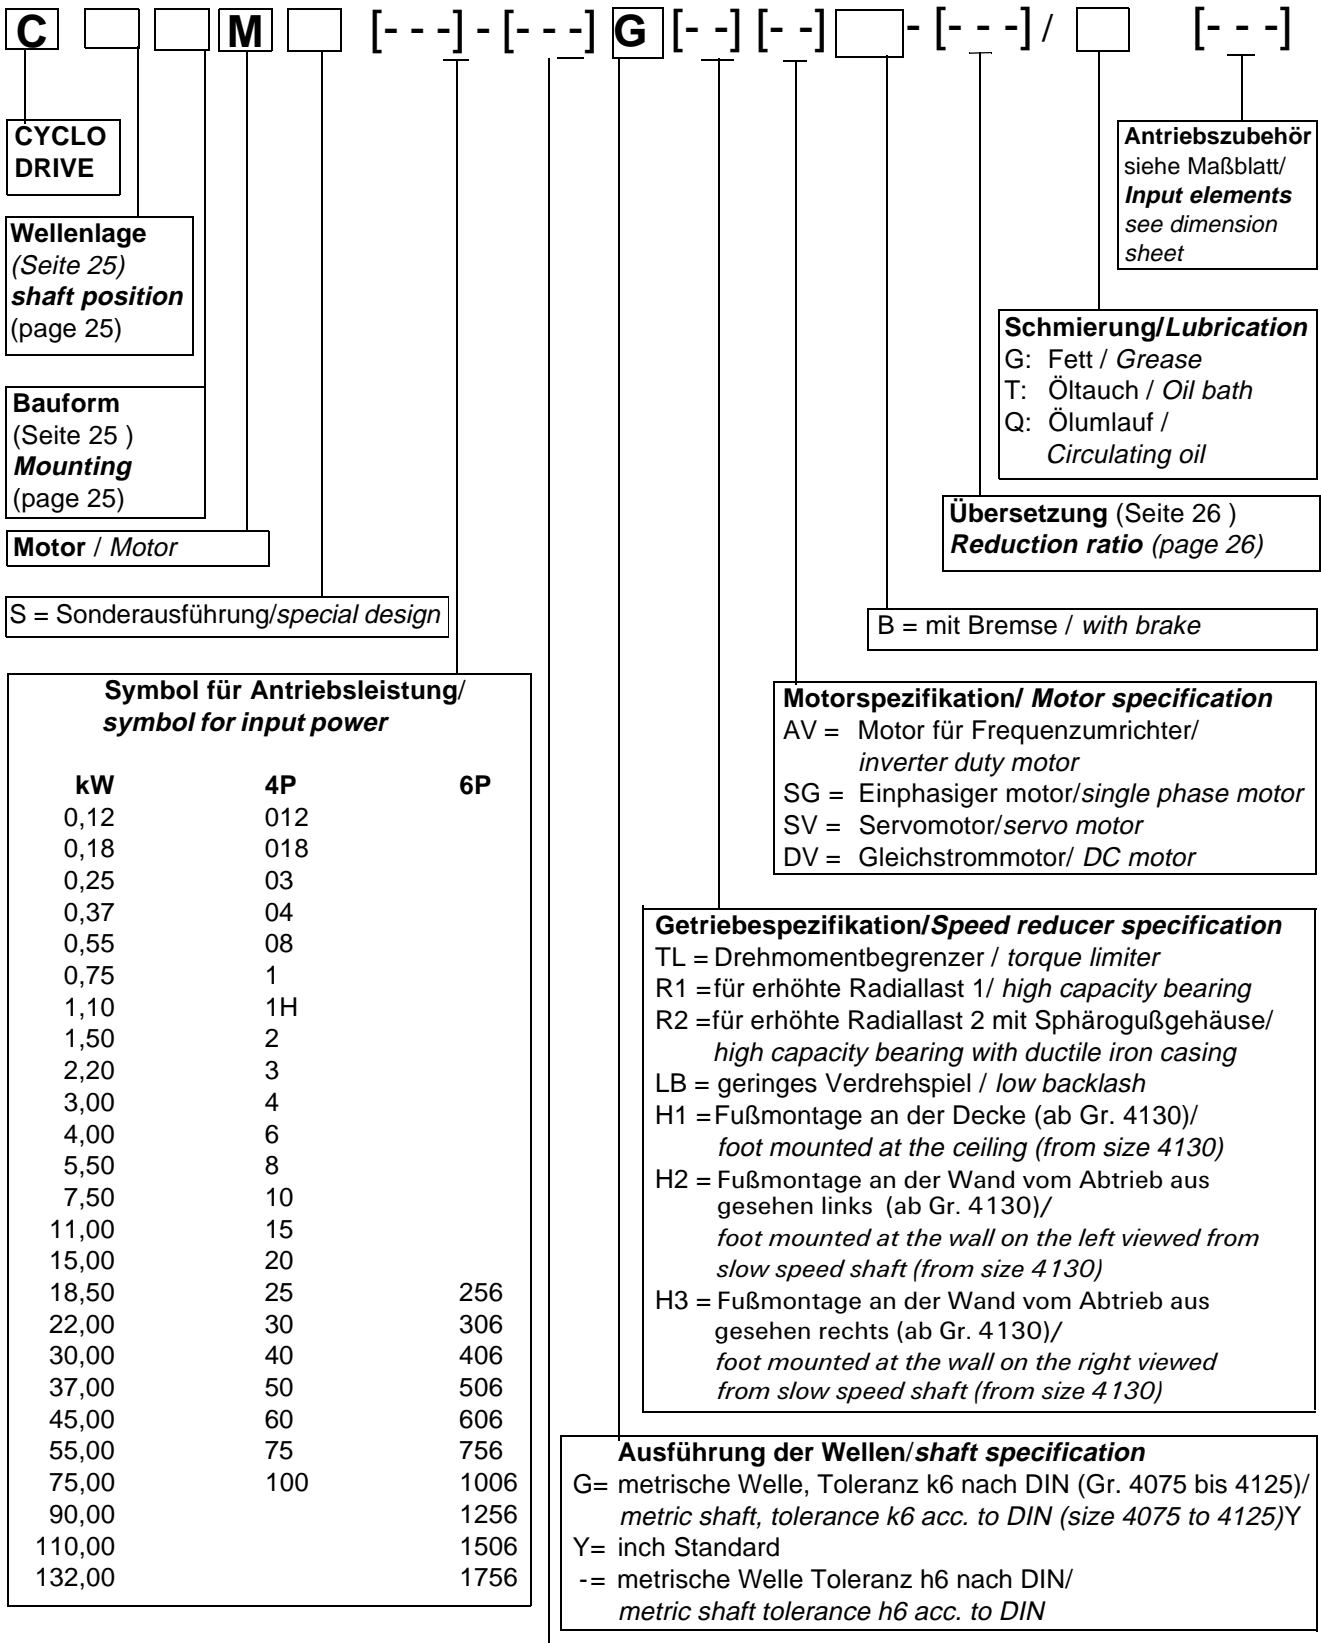 C M [- - -] - [- - -] G [- -] [- -] - [- - -] / [- - -]
CYCLO
DRIVE
Wellenlage
(Seite 25)
shaft position
(page 25)
Bauform
(Seite 25 )
Mounting
(page 25)
Motor / Motor
S = Sonderausführung/special design
Antriebszubehör
siehe Maßblatt/
Input elements
see dimension
sheet
Schmierung/Lubrication
G: Fett / Grease
T: Öltauch / Oil bath
Q: Ölumlauf /
Circulating oil
Übersetzung (Seite 26 )
Reduction ratio (page 26)
B = mit Bremse / with brake
Symbol für Antriebsleistung/
symbol for input power
kW 4P 6P
0,12 012
0,18 018
0,25 03
0,37 04
0,55 08
0,75 1
1,10 1H
1,50 2
2,20 3
3,00 4
4,00 6
5,50 8
7,50 10
11,00 15
15,00 20
18,50 25 256
22,00 30 306
30,00 40 406
37,00 50 506
45,00 60 606
55,00 75 756
75,00 100 1006
90,00 1256
110,00 1506
132,00 1756
Motorspezifikation/ Motor specification
AV = Motor für Frequenzumrichter/
inverter duty motor
SG = Einphasiger motor/single phase motor
SV = Servomotor/servo motor
DV = Gleichstrommotor/ DC motor
Getriebespezifikation/Speed reducer specification
TL = Drehmomentbegrenzer / torque limiter
R1 =für erhöhte Radiallast 1/ high capacity bearing
R2 =für erhöhte Radiallast 2 mit Sphärogußgehäuse/
high capacity bearing with ductile iron casing
LB = geringes Verdrehspiel / low backlash
H1 =Fußmontage an der Decke (ab Gr. 4130)/
foot mounted at the ceiling (from size 4130)
H2 = Fußmontage an der Wand vom Abtrieb aus
gesehen links (ab Gr. 4130)/
foot mounted at the wall on the left viewed from
slow speed shaft (from size 4130)
H3 = Fußmontage an der Wand vom Abtrieb aus
gesehen rechts (ab Gr. 4130)/
foot mounted at the wall on the right viewed
from slow speed shaft (from size 4130)
Ausführung der Wellen/shaft specification
G= metrische Welle, Toleranz k6 nach DIN (Gr. 4075 bis 4125)/
metric shaft, tolerance k6 acc. to DIN (size 4075 to 4125)Y
Y= inch Standard
-= metrische Welle Toleranz h6 nach DIN/
metric shaft tolerance h6 acc. to DIN